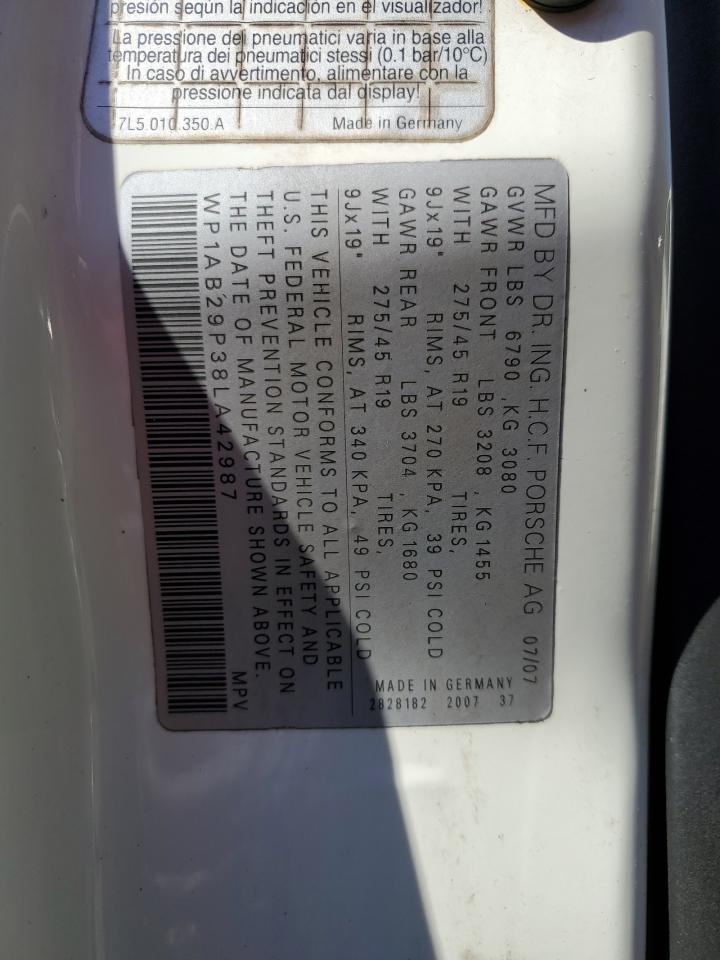 presión según la indicación en el visualizador!
La pressione dei pneumatici varia in base alla
temperatura dei pneumatici stessi (0.1 bar/10°C)
In caso di avvertimento, alimentare con la
pressione indicata dal display!
7L5.010.350.A Made in Germany
MFD BY DR. ING. H.C.F. PORSCHE AG 07/07
GVWR LBS 6790 ,KG 3080
GAWR FRONT LBS 3208 , KG 1455
WITH 275/45 R19 TIRES,
9Jx19" RIMS, AT 270 KPA, 39 PSI COLD
GAWR REAR LBS 3704 , KG 1680
WITH 275/45 R19 TIRES,
9Jx19" RIMS, AT 340 KPA, 49 PSI COLD
THIS VEHICLE CONFORMS TO ALL APPLICABLE
U.S. FEDERAL MOTOR VEHICLE SAFETY AND
THEFT PREVENTION STANDARDS IN EFFECT ON
THE DATE OF MANUFACTURE SHOWN ABOVE.
WP1AB29P38LA42987 MPV
MADE IN GERMANY
2828182 2007 37